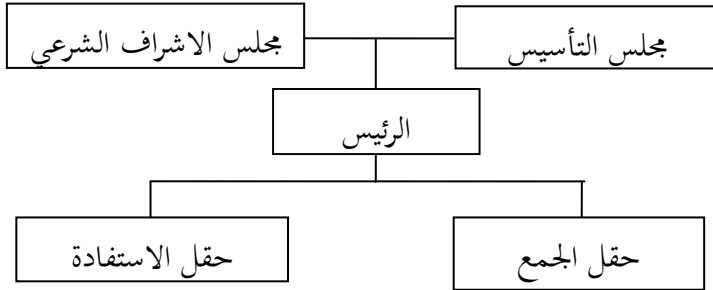 مجلس التأسيس
مجلس الاشراف الشرعي
الرئيس
حقل الجمع
حقل الاستفادة